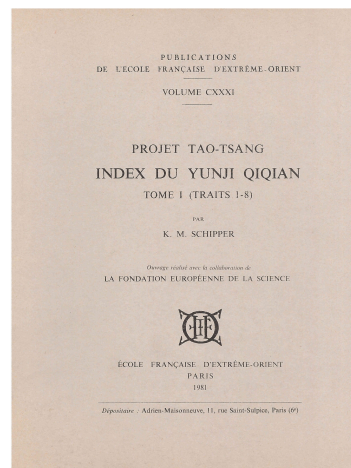 PUBLICATIONS
DE L'ECOLE FRANÇAISE D'EXTRÊME-ORIENT
VOLUME CXXXI
PROJET TAO-TSANG
INDEX DU YUNJI QIQIAN
TOME I (TRAITS 1-8)
PAR
K. M. SCHIPPER
Ouvrage réalisé avec la collaboration de
LA FONDATION EUROPÉENNE DE LA SCIENCE
ÉCOLE FRANÇAISE D'EXTRÊME-ORIENT
PARIS
1981
Dépositaire : Adrien-Maisonneuve, 11, rue Saint-Sulpice, Paris (6e)